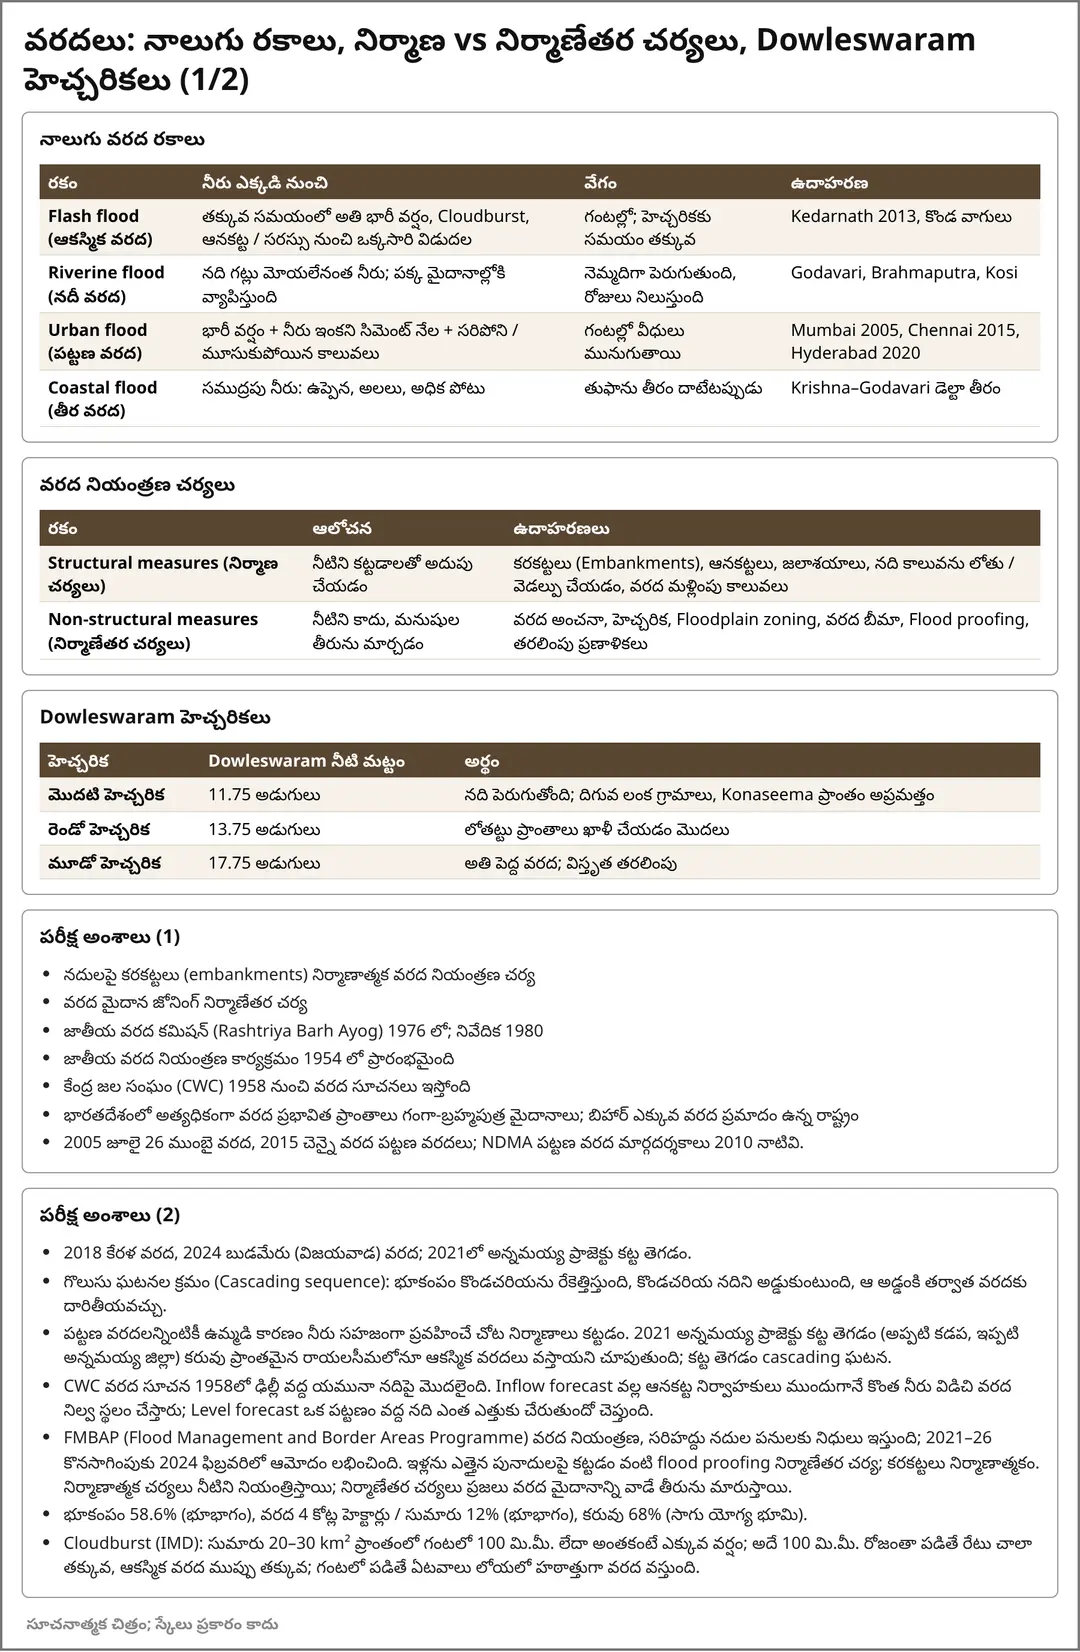 వరదలు: నాలుగు రకాలు, నిర్మాణ vs నిర్మాణేతర చర్యలు, Dowleswaram
హెచ్చరికలు (1/2)
నాలుగు వరద రకాలు
రకం నీరు ఎక్కడి నుంచి వేగం ఉదాహరణ
Flash flood తక్కువ సమయంలో అతి భారీ వర్షం, Cloudburst, గంటల్లో; హెచ్చరికకు Kedarnath 2013, కొండ వాగులు
(ఆకస్మిక వరద) ఆనకట్ట / సరస్సు నుంచి ఒక్కసారి విడుదల సమయం తక్కువ
Riverine flood నది గట్లు మోయలేనంత నీరు; పక్క మైదానాల్లోకి నెమ్మదిగా పెరుగుతుంది, Godavari, Brahmaputra, Kosi
(నదీ వరద) వ్యాపిస్తుంది రోజులు నిలుస్తుంది
Urban flood భారీ వర్షం + నీరు ఇంకని సిమెంట్ నేల + సరిపోని / గంటల్లో వీధులు Mumbai 2005, Chennai 2015,
(పట్టణ వరద) మూసుకుపోయిన కాలువలు మునుగుతాయి Hyderabad 2020
Coastal flood సముద్రపు నీరు: ఉప్పెన, అలలు, అధిక పోటు తుఫాను తీరం దాటేటప్పుడు Krishna–Godavari డెల్టా తీరం
(తీర వరద)
వరద నియంత్రణ చర్యలు
రకం ఆలోచన ఉదాహరణలు
Structural measures (నిర్మాణ నీటిని కట్టడాలతో అదుపు కరకట్టలు (Embankments), ఆనకట్టలు, జలాశయాలు, నది కాలువను లోతు /
చర్యలు) చేయడం వెడల్పు చేయడం, వరద మళ్లింపు కాలువలు
Non-structural measures నీటిని కాదు, మనుషుల వరద అంచనా, హెచ్చరిక, Floodplain zoning, వరద బీమా, Flood proofing,
(నిర్మాణేతర చర్యలు) తీరును మార్చడం తరలింపు ప్రణాళికలు
Dowleswaram హెచ్చరికలు
హెచ్చరిక Dowleswaram నీటి మట్టం అర్థం
మొదటి హెచ్చరిక 11.75 అడుగులు నది పెరుగుతోంది; దిగువ లంక గ్రామాలు, Konaseema ప్రాంతం అప్రమత్తం
రెండో హెచ్చరిక 13.75 అడుగులు లోతట్టు ప్రాంతాలు ఖాళీ చేయడం మొదలు
మూడో హెచ్చరిక 17.75 అడుగులు అతి పెద్ద వరద; విస్తృత తరలింపు
పరీక్ష అంశాలు (1)
• నదులపై కరకట్టలు (embankments) నిర్మాణాత్మక వరద నియంత్రణ చర్య
• వరద మైదాన జోనింగ్ నిర్మాణేతర చర్య
• జాతీయ వరద కమిషన్ (Rashtriya Barh Ayog) 1976 లో; నివేదిక 1980
• జాతీయ వరద నియంత్రణ కార్యక్రమం 1954 లో ప్రారంభమైంది
• కేంద్ర జల సంఘం (CWC) 1958 నుంచి వరద సూచనలు ఇస్తోంది
• భారతదేశంలో అత్యధికంగా వరద ప్రభావిత ప్రాంతాలు గంగా-బ్రహ్మపుత్ర మైదానాలు; బిహార్ ఎక్కువ వరద ప్రమాదం ఉన్న రాష్ట్రం
• 2005 జూలై 26 ముంబై వరద, 2015 చెన్నై వరద పట్టణ వరదలు; NDMA పట్టణ వరద మార్గదర్శకాలు 2010 నాటివి.
పరీక్ష అంశాలు (2)
• 2018 కేరళ వరద, 2024 బుడమేరు (విజయవాడ) వరద; 2021లో అన్నమయ్య ప్రాజెక్టు కట్ట తెగడం.
• గొలుసు ఘటనల క్రమం (Cascading sequence): భూకంపం కొండచరియను రేకెత్తిస్తుంది, కొండచరియ నదిని అడ్డుకుంటుంది, ఆ అడ్డంకి తర్వాత వరదకు
దారితీయవచ్చు.
• పట్టణ వరదలన్నింటికీ ఉమ్మడి కారణం నీరు సహజంగా ప్రవహించే చోట నిర్మాణాలు కట్టడం. 2021 అన్నమయ్య ప్రాజెక్టు కట్ట తెగడం (అప్పటి కడప, ఇప్పటి
అన్నమయ్య జిల్లా) కరువు ప్రాంతమైన రాయలసీమలోనూ ఆకస్మిక వరదలు వస్తాయని చూపుతుంది; కట్ట తెగడం cascading ఘటన.
• CWC వరద సూచన 1958లో ఢిల్లీ వద్ద యమునా నదిపై మొదలైంది. Inflow forecast వల్ల ఆనకట్ట నిర్వాహకులు ముందుగానే కొంత నీరు విడిచి వరద
నిల్వ స్థలం చేస్తారు; Level forecast ఒక పట్టణం వద్ద నది ఎంత ఎత్తుకు చేరుతుందో చెప్తుంది.
• FMBAP (Flood Management and Border Areas Programme) వరద నియంత్రణ, సరిహద్దు నదుల పనులకు నిధులు ఇస్తుంది; 2021–26
కొనసాగింపుకు 2024 ఫిబ్రవరిలో ఆమోదం లభించింది. ఇళ్లను ఎత్తైన పునాదులపై కట్టడం వంటి flood proofing నిర్మాణేతర చర్య; కరకట్టలు నిర్మాణాత్మకం.
నిర్మాణాత్మక చర్యలు నీటిని నియంత్రిస్తాయి; నిర్మాణేతర చర్యలు ప్రజలు వరద మైదానాన్ని వాడే తీరును మారుస్తాయి.
• భూకంపం 58.6% (భూభాగం), వరద 4 కోట్ల హెక్టార్లు / సుమారు 12% (భూభాగం), కరువు 68% (సాగు యోగ్య భూమి).
• Cloudburst (IMD): సుమారు 20–30 km² ప్రాంతంలో గంటలో 100 మి.మీ. లేదా అంతకంటే ఎక్కువ వర్షం; అదే 100 మి.మీ. రోజంతా పడితే రేటు చాలా
తక్కువ, ఆకస్మిక వరద ముప్పు తక్కువ; గంటలో పడితే ఏటవాలు లోయలో హఠాత్తుగా వరద వస్తుంది.
సూచనాత్మక చిత్రం; స్కేలు ప్రకారం కాదు